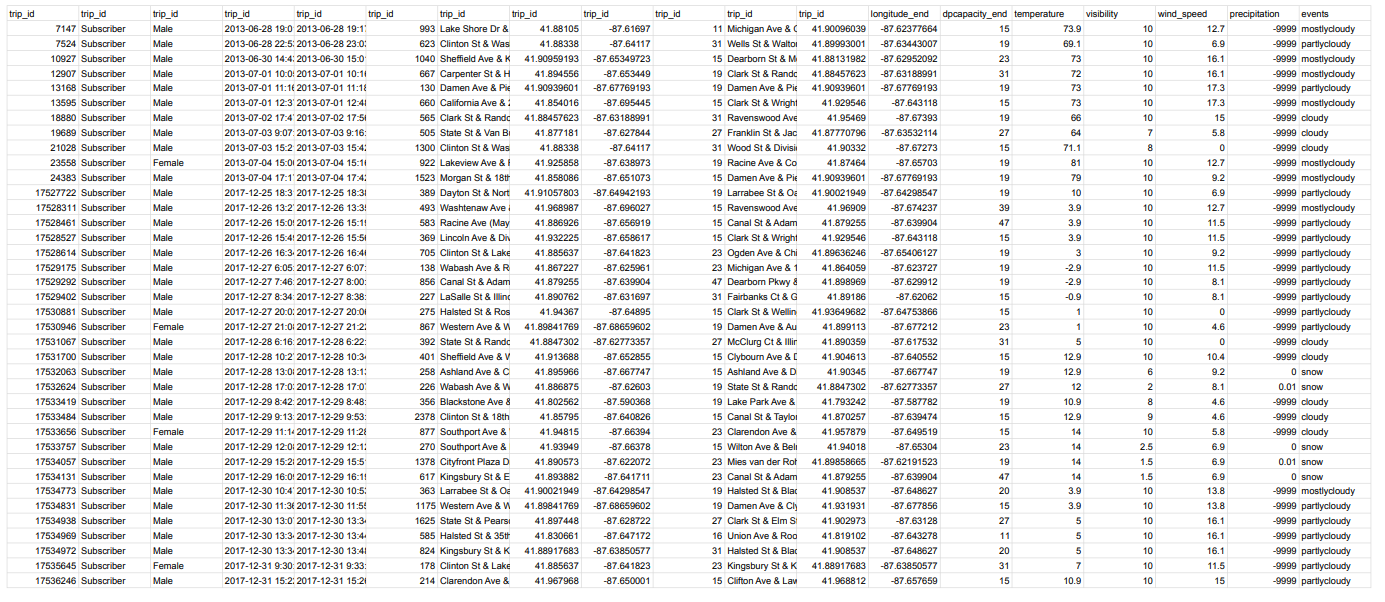 trip_id trip_id trip_id trip_id trip_id trip_id trip_id trip_id trip_id trip_id trip_id trip_id longitude_end dpcapacity_end temperature visibility wind_speed precipitation events
7147 Subscriber Male 2013-06-28 19:0 2013-06-28 19:1 993 Lake Shore Dr & 41.88105 -87.61697 11 Michigan Ave & 41.90096039 -87.62377664 15 73.9 10 12.7 -9999 mostlycloudy
7524 Subscriber Male 2013-06-28 22:5 2013-06-28 23:0 623 Clinton St & Was 41.88338 -87.64117 31 Wells St & Walto 41.89993001 -87.63443007 19 69.1 10 6.9 -9999 partlycloudy
10927 Subscriber Male 2013-06-30 14:4 2013-06-30 15:0 1040 Sheffield Ave & K 41.90959193 -87.65349723 15 Dearborn St & M 41.88131982 -87.62952092 23 73 10 16.1 -9999 mostlycloudy
12907 Subscriber Male 2013-07-01 10:0 2013-07-01 10:1 667 Carpenter St & H 41.894556 -87.653449 19 Clark St & Rando 41.88457623 -87.63188991 31 72 10 16.1 -9999 mostlycloudy
13168 Subscriber Male 2013-07-01 11:1 2013-07-01 11:1 130 Damen Ave & Pie 41.90939601 -87.67769193 19 Damen Ave & Pie 41.90939601 -87.67769193 19 73 10 17.3 -9999 partlycloudy
13595 Subscriber Male 2013-07-01 12:3 2013-07-01 12:4 660 California Ave & 41.854016 -87.695445 15 Clark St & Wright 41.929546 -87.643118 15 73 10 17.3 -9999 mostlycloudy
18880 Subscriber Male 2013-07-02 17:4 2013-07-02 17:5 565 Clark St & Rando 41.88457623 -87.63188991 31 Ravenswood Ave 41.95469 -87.67393 19 66 10 15 -9999 cloudy
19689 Subscriber Male 2013-07-03 9:07: 2013-07-03 9:16: 505 State St & Van B 41.877181 -87.627844 27 Franklin St & Jac 41.87770796 -87.63532114 27 64 7 5.8 -9999 cloudy
21028 Subscriber Male 2013-07-03 15:2 2013-07-03 15:4 1300 Clinton St & Was 41.88338 -87.64117 31 Wood St & Divisi 41.90332 -87.67273 15 71.1 8 0 -9999 cloudy
23558 Subscriber Female 2013-07-04 15:0 2013-07-04 15:1 922 Lakeview Ave & 41.925858 -87.638973 19 Racine Ave & Co 41.87464 -87.65703 19 81 10 12.7 -9999 mostlycloudy
24383 Subscriber Male 2013-07-04 17:1 2013-07-04 17:4 1523 Morgan St & 18th 41.858086 -87.651073 15 Damen Ave & Pie 41.90939601 -87.67769193 19 79 10 9.2 -9999 mostlycloudy
17527722 Subscriber Male 2017-12-25 18:3 2017-12-25 18:3 389 Dayton St & Nort 41.91057803 -87.64942193 19 Larrabee St & Oa 41.90021949 -87.64298547 19 10 10 6.9 -9999 partlycloudy
17528311 Subscriber Male 2017-12-26 13:2 2017-12-26 13:3 493 Washtenaw Ave 41.968987 -87.696027 15 Ravenswood Ave 41.96909 -87.674237 39 3.9 10 12.7 -9999 mostlycloudy
17528461 Subscriber Male 2017-12-26 15:0 2017-12-26 15:1 583 Racine Ave (May 41.886926 -87.656919 15 Canal St & Adam 41.879255 -87.639904 47 3.9 10 11.5 -9999 partlycloudy
17528527 Subscriber Male 2017-12-26 15:4 2017-12-26 15:5 369 Lincoln Ave & Div 41.932225 -87.658617 15 Clark St & Wright 41.929546 -87.643118 15 3.9 10 11.5 -9999 partlycloudy
17528614 Subscriber Male 2017-12-26 16:3 2017-12-26 16:4 705 Clinton St & Lake 41.885637 -87.641823 23 Ogden Ave & Chi 41.89636246 -87.65406127 19 3 10 9.2 -9999 partlycloudy
17529175 Subscriber Male 2017-12-27 6:05: 2017-12-27 6:07: 138 Wabash Ave & R 41.867227 -87.625961 23 Michigan Ave & 1 41.864059 -87.623727 19 -2.9 10 11.5 -9999 partlycloudy
17529292 Subscriber Male 2017-12-27 7:46: 2017-12-27 8:00: 856 Canal St & Adam 41.879255 -87.639904 47 Dearborn Pkwy & 41.898969 -87.629912 19 -2.9 10 8.1 -9999 partlycloudy
17529402 Subscriber Male 2017-12-27 8:34: 2017-12-27 8:38: 227 LaSalle St & Illin 41.890762 -87.631697 31 Fairbanks Ct & G 41.89186 -87.62062 15 -0.9 10 8.1 -9999 partlycloudy
17530881 Subscriber Male 2017-12-27 20:0 2017-12-27 20:0 275 Halsted St & Ros 41.94367 -87.64895 15 Clark St & Wellin 41.93649682 -87.64753866 15 1 10 0 -9999 partlycloudy
17530946 Subscriber Female 2017-12-27 21:0 2017-12-27 21:2 867 Western Ave & W 41.89841769 -87.68659602 19 Damen Ave & Au 41.899113 -87.677212 23 1 10 4.6 -9999 partlycloudy
17531067 Subscriber Male 2017-12-28 6:16: 2017-12-28 6:22: 392 State St & Rando 41.8847302 -87.62773357 27 McClurg Ct & Illin 41.890359 -87.617532 31 5 10 0 -9999 cloudy
17531700 Subscriber Male 2017-12-28 10:2 2017-12-28 10:3 401 Sheffield Ave & W 41.913688 -87.652855 15 Clybourn Ave & D 41.904613 -87.640552 15 12.9 10 10.4 -9999 cloudy
17532063 Subscriber Male 2017-12-28 13:0 2017-12-28 13:1 258 Ashland Ave & C 41.895966 -87.667747 15 Ashland Ave & D 41.90345 -87.667747 19 12.9 6 9.2 0 snow
17532624 Subscriber Male 2017-12-28 17:0 2017-12-28 17:0 226 Wabash Ave & W 41.886875 -87.62603 19 State St & Rando 41.8847302 -87.62773357 27 12 2 8.1 0.01 snow
17533419 Subscriber Male 2017-12-29 8:42: 2017-12-29 8:48: 356 Blackstone Ave & 41.802562 -87.590368 19 Lake Park Ave & 41.793242 -87.587782 19 10.9 8 4.6 -9999 cloudy
17533484 Subscriber Male 2017-12-29 9:13: 2017-12-29 9:53: 2378 Clinton St & 18th 41.85795 -87.640826 15 Canal St & Taylo 41.870257 -87.639474 15 12.9 9 4.6 -9999 cloudy
17533656 Subscriber Female 2017-12-29 11:1 2017-12-29 11:2 877 Southport Ave & 41.94815 -87.66394 23 Clarendon Ave & 41.957879 -87.649519 15 14 10 5.8 -9999 cloudy
17533757 Subscriber Male 2017-12-29 12:0 2017-12-29 12:1 270 Southport Ave & 41.93949 -87.66378 15 Wilton Ave & Bel 41.94018 -87.65304 23 14 2.5 6.9 0 snow
17534057 Subscriber Male 2017-12-29 15:2 2017-12-29 15:5 1378 Cityfront Plaza D 41.890573 -87.622072 23 Mies van der Roh 41.89858665 -87.62191523 19 14 1.5 6.9 0.01 snow
17534131 Subscriber Male 2017-12-29 16:0 2017-12-29 16:1 617 Kingsbury St & E 41.893882 -87.641711 23 Canal St & Adam 41.879255 -87.639904 47 14 1.5 6.9 0 snow
17534773 Subscriber Male 2017-12-30 10:4 2017-12-30 10:5 363 Larrabee St & Oa 41.90021949 -87.64298547 19 Halsted St & Blac 41.908537 -87.648627 20 3.9 10 13.8 -9999 mostlycloudy
17534831 Subscriber Male 2017-12-30 11:3 2017-12-30 11:5 1175 Western Ave & W 41.89841769 -87.68659602 19 Damen Ave & Cly 41.931931 -87.677856 15 3.9 10 13.8 -9999 partlycloudy
17534938 Subscriber Male 2017-12-30 13:0 2017-12-30 13:3 1625 State St & Pears 41.897448 -87.628722 27 Clark St & Elm S 41.902973 -87.63128 27 5 10 16.1 -9999 partlycloudy
17534969 Subscriber Male 2017-12-30 13:3 2017-12-30 13:4 585 Halsted St & 35th 41.830661 -87.647172 16 Union Ave & Roo 41.819102 -87.643278 11 5 10 16.1 -9999 partlycloudy
17534972 Subscriber Male 2017-12-30 13:3 2017-12-30 13:4 824 Kingsbury St & K 41.88917683 -87.63850577 31 Halsted St & Blac 41.908537 -87.648627 20 5 10 16.1 -9999 partlycloudy
17535645 Subscriber Female 2017-12-31 9:30: 2017-12-31 9:33: 178 Clinton St & Lake 41.885637 -87.641823 23 Kingsbury St & K 41.88917683 -87.63850577 31 7 10 11.5 -9999 partlycloudy
17536246 Subscriber Male 2017-12-31 15:2 2017-12-31 15:2 214 Clarendon Ave & 41.967968 -87.650001 15 Clifton Ave & Law 41.968812 -87.657659 15 10.9 10 15 -9999 partlycloudy